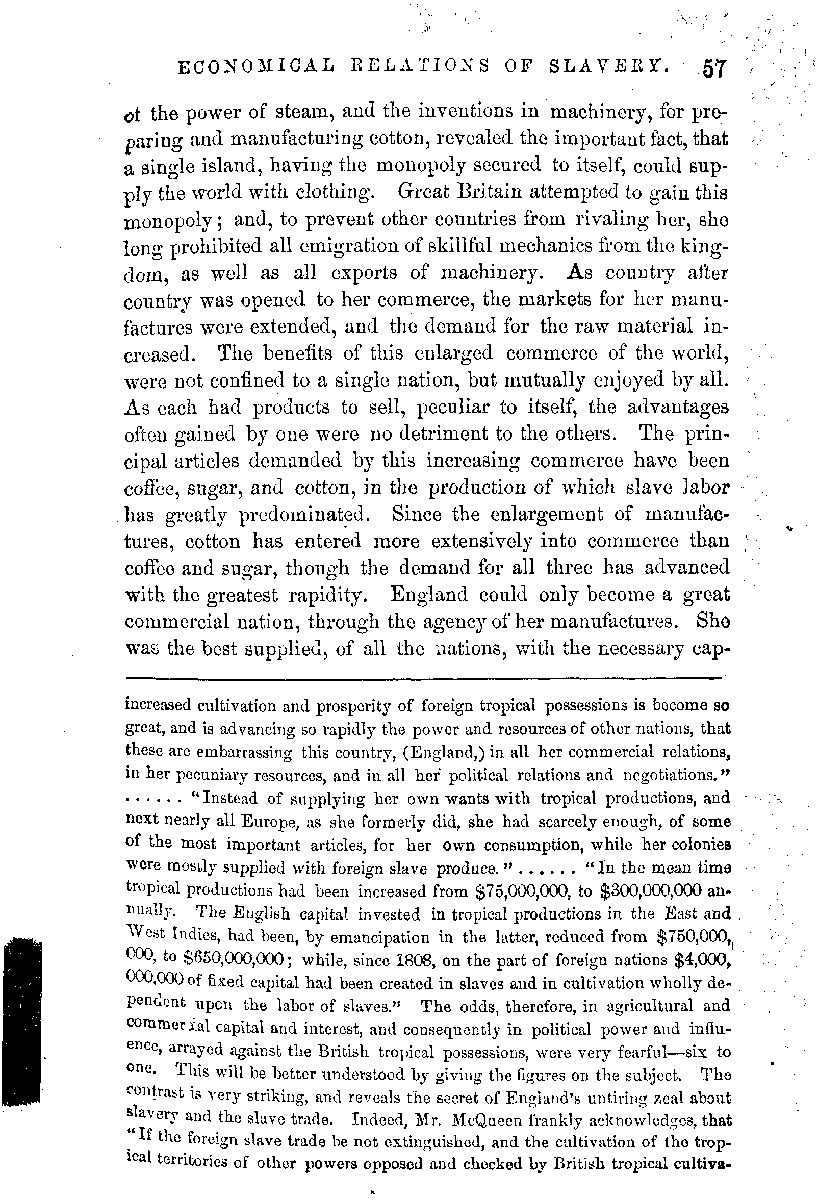 ECONOMICAL RELATIONS OF SLAVERY. 57
ot the power of steam, and the inventions in machinery, for pre-
paring and manufacturing cotton, revealed the important fact, that
a single island, having the monopoly secured to itself, could sup-
ply the world with clothing. Great Britain attempted to gain this
monopoly; and, to prevent other countries from rivaling her, she
long prohibited all emigration of skillful mechanics from the king-
dom, as well as all exports of machinery. As country after
country was opened to her commerce, the markets for her manu-
factures were extended, and the demand for the raw material in-
creased. The benefits of this enlarged commerce of the world,
were not confined to a single nation, but mutually enjoyed by all.
As each had products to sell, peculiar to itself, the advantages
often gained by one were no detriment to the others. The prin-
cipal articles demanded by this increasing commerce have been
coffee, sugar, and cotton, in the production of which slave labor
has greatly predominated. Since the enlargement of manufac-
tures, cotton has entered more extensively into commerce than
coffee and sugar, though the demand for all three has advanced
with the greatest rapidity. England could only become a great
commercial nation, through the agency of her manufactures. She
was the best supplied, of all the nations, with the necessary cap-
increased cultivation and prosperity of foreign tropical possessions is become so
great, and is advancing so rapidly the power and resources of other nations, that
these are embarrassing this country, (England,) in all her commercial relations,
in her pecuniary resources, and in all her political relations and negotiations."
. . . . . . "Instead of supplying her own wants with tropical productions, and
next nearly all Europe, as she formerly did, she had scarcely enough, of some
of the most important articles, for her own consumption, while her colonies
were mostly supplied with foreign slave produce." . . . . . . "In the mean time
tropical productions had been increased from $75,000,000, to $300,000,000 an-
nually. The English capital invested in tropical productions in the East and
West Indies, had been, by emancipation in the latter, reduced from $750,000,
000, to $650,000,000; while, since 1808, on the part of foreign nations $4,000,
000,000 of fixed capital had been created in slaves and in cultivation wholly de-
pendent upon the labor of slaves." The odds, therefore, in agricultural and
commerial capital and interest, and consequently in political power and influ-
ence, arrayed against the British tropical possessions, were very fearful—six to
one. This will be better understood by giving the figures on the subject. The
contrast is very striking, and reveals the secret of England's untiring zeal about
slavery and the slave trade. Indeed, Mr. McQueen frankly acknowledges, that
"If the foreign slave trade be not extinguished, and the cultivation of the trop-
ical territories of other powers opposed and checked by British tropical cultiva-